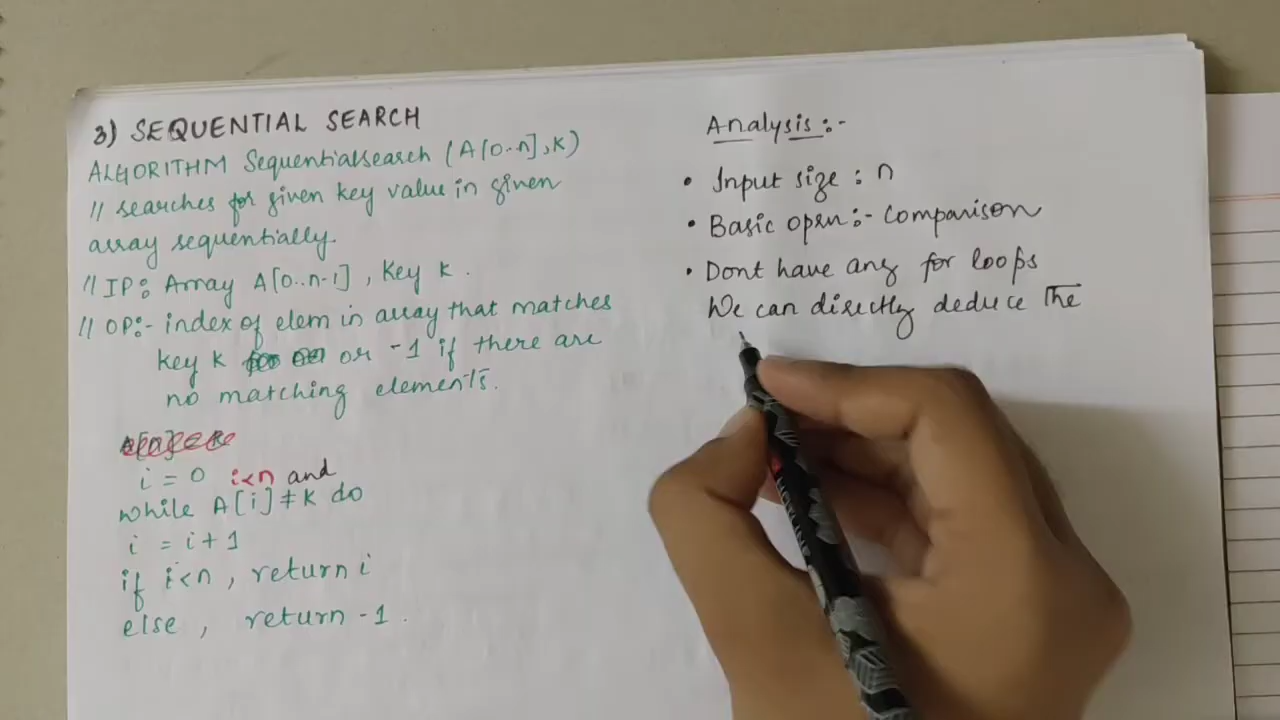 3) SEQUENTIAL SEARCH
ALGORITHM Sequentialsearch (A[0..n], K)
// searches for given key value in given
array sequentially.
// IP: Array A[0..n-1], Key k.
// OP:- index of elem in array that matches
key k or -1 if there are
no matching elements.
i = 0 i<n and
while A[i] ≠ K do
i = i + 1
if i<n, return i
else, return -1.
Analysis:-
• Input size : n
• Basic oprn:- Comparison
• Dont have any for loops
We can directly deduce the